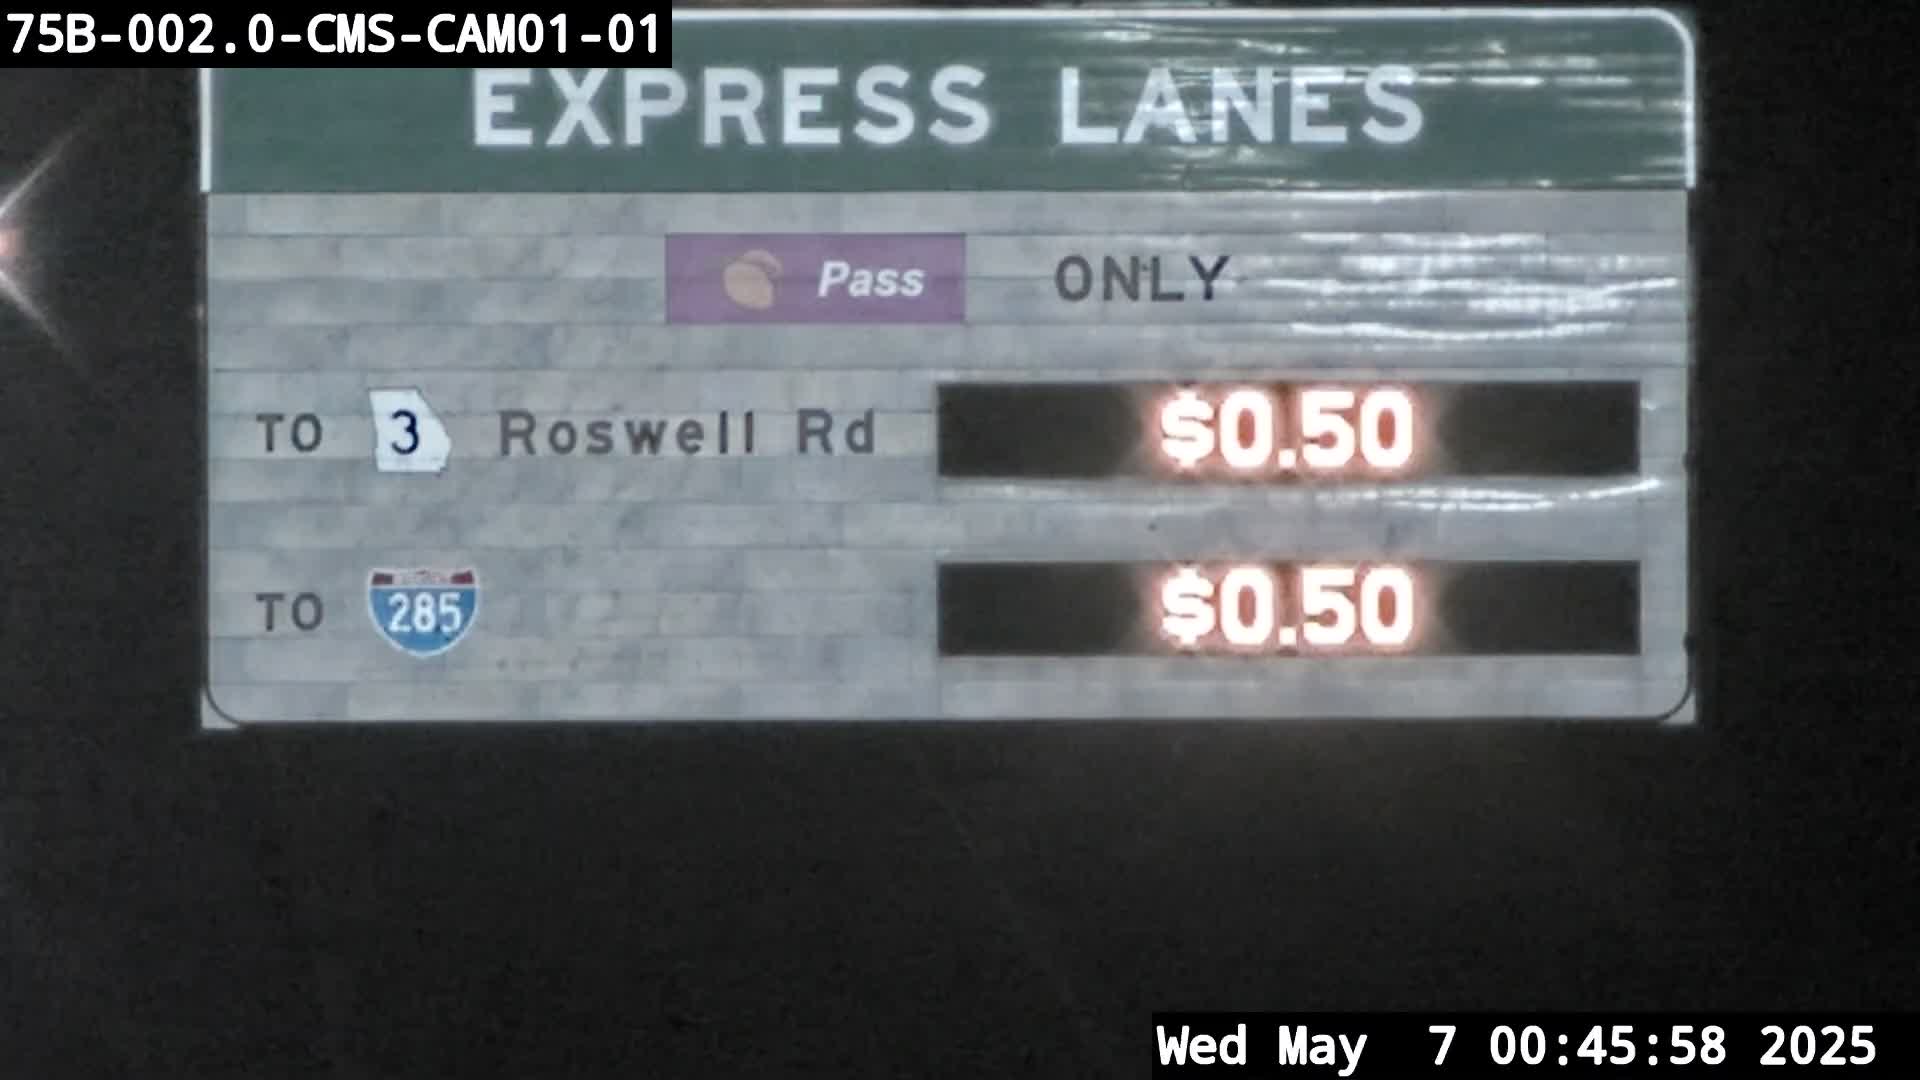 75B-002.0-CMS-CAM01-01
EXPRESS LANES
Pass ONLY
TO 3 Roswell Rd $0.50
TO 285 $0.50
Wed May 7 00:45:58 2025